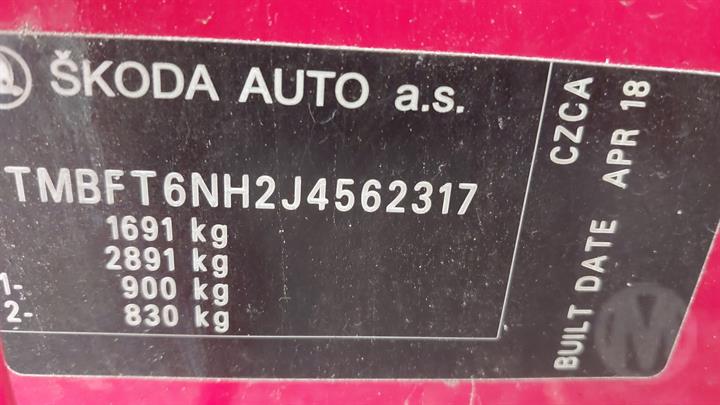 ŠKODA AUTO a.s.
TMBFT6NH2J4562317
1691 kg
2891 kg
1- 900 kg
2- 830 kg
CZCA
BUILT DATE APR 18
M